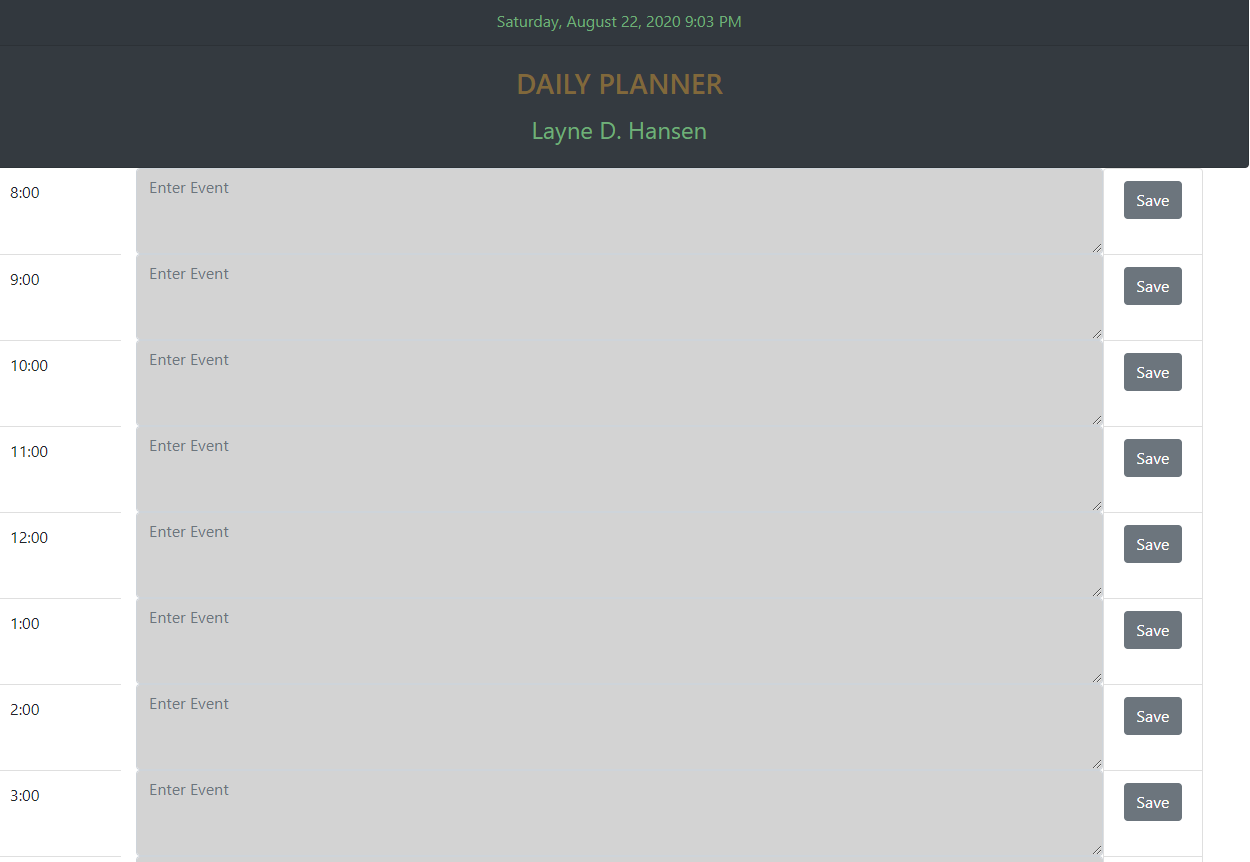 Saturday, August 22, 2020 9:03 PM
DAILY PLANNER
Layne D. Hansen
8:00 Enter Event Save
9:00 Enter Event Save
10:00 Enter Event Save
11:00 Enter Event Save
12:00 Enter Event Save
1:00 Enter Event Save
2:00 Enter Event Save
3:00 Enter Event Save